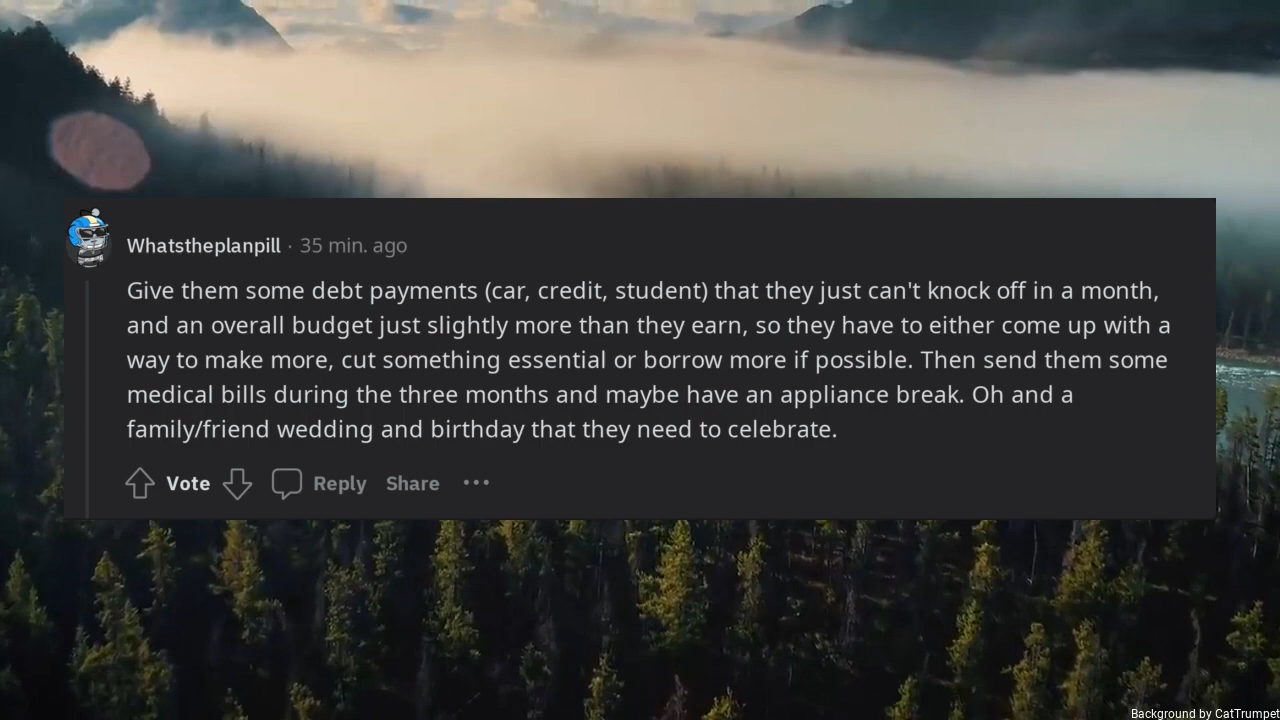 Whatstheplanpill · 35 min. ago
Give them some debt payments (car, credit, student) that they just can't knock off in a month,
and an overall budget just slightly more than they earn, so they have to either come up with a
way to make more, cut something essential or borrow more if possible. Then send them some
medical bills during the three months and maybe have an appliance break. Oh and a
family/friend wedding and birthday that they need to celebrate.
Vote Reply Share ···
Background by CatTrumpet